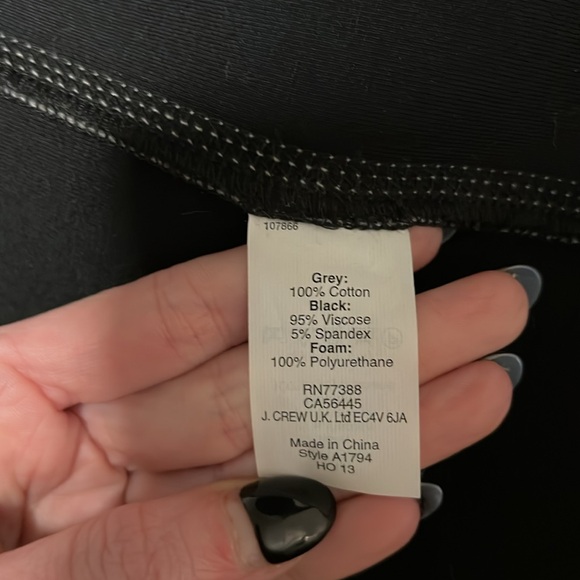 107866
Grey:
100% Cotton
Black:
95% Viscose
5% Spandex
Foam:
100% Polyurethane
RN77388
CA56445
J. CREW U.K. Ltd EC4V 6JA
Made in China
Style A1794
HO 13